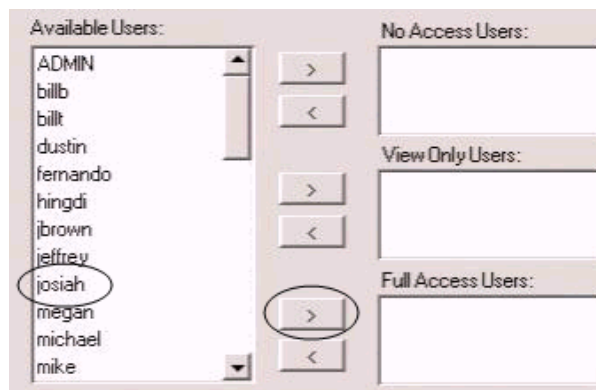 Available Users:
ADMIN
billb
billt
dustin
fernando
hingdi
jbrown
jeffrey
josiah
megan
michael
mike
>
<
>
<
>
<
No Access Users:
View Only Users:
Full Access Users: